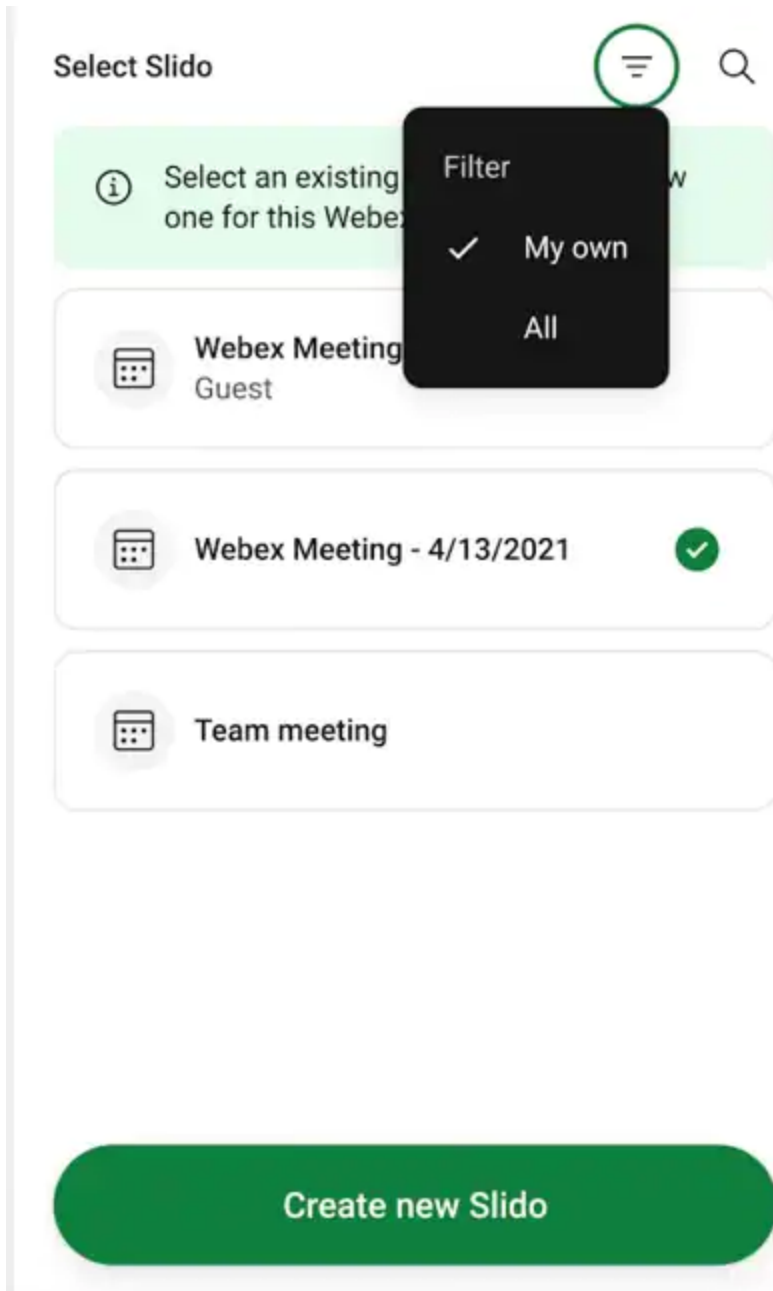 Select Slido
Select an existing
one for this Webex
Filter
My own
All
Webex Meeting
Guest
Webex Meeting - 4/13/2021
Team meeting
Create new Slido